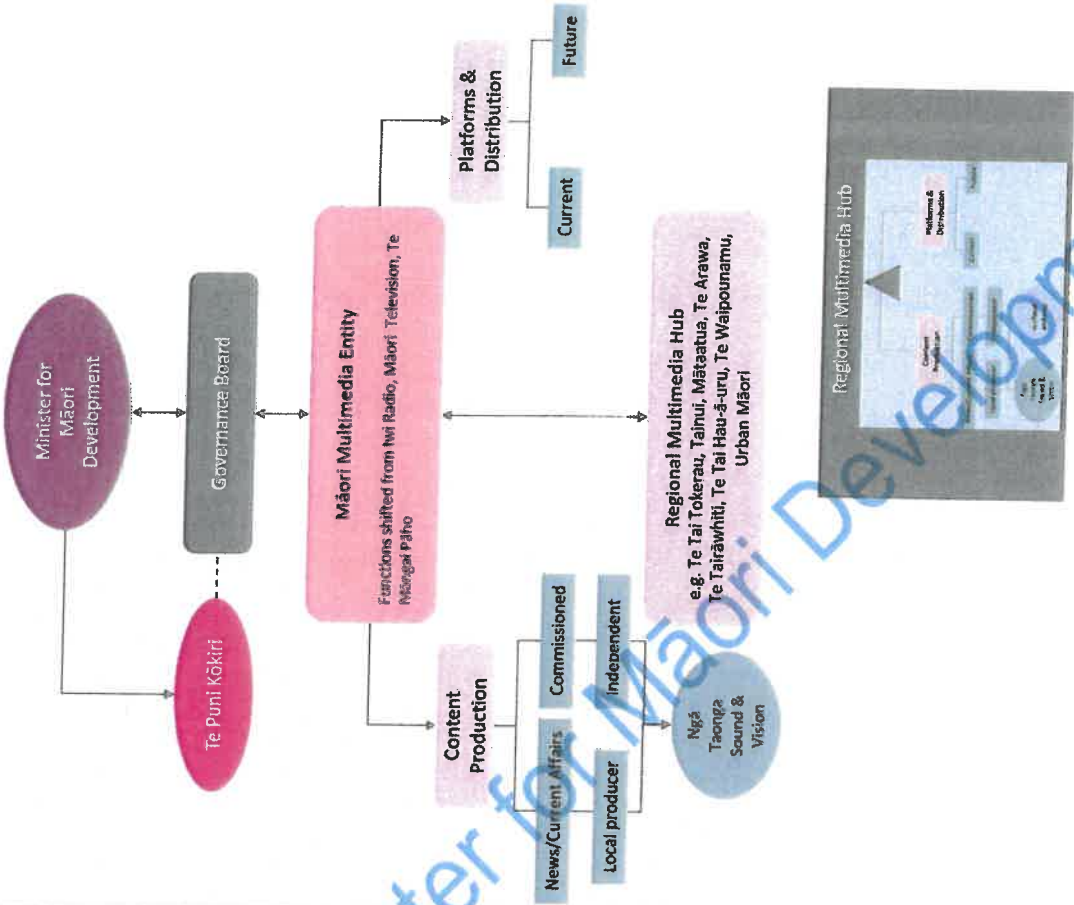 Minister for
Māori
Development
Te Puni Kōkiri
Governance Board
Māori Multimedia Entity
Functions shifted from Iwi Radio, Māori Television, Te
Māngai Pāho
Content
Production
News/Current Affairs
Commissioned
Local producer
Independent
Ngā
Taonga
Sound &
Vision
Platforms &
Distribution
Current
Future
Regional Multimedia Hub
e.g. Te Tai Tokerau, Tainui, Mātaatua, Te Arawa,
Te Tairāwhiti, Te Tai Hau-ā-uru, Te Waipounamu,
Urban Māori
Regional Multimedia Hub
Content
Production
Platforms &
Distribution
ter for Māori Developm